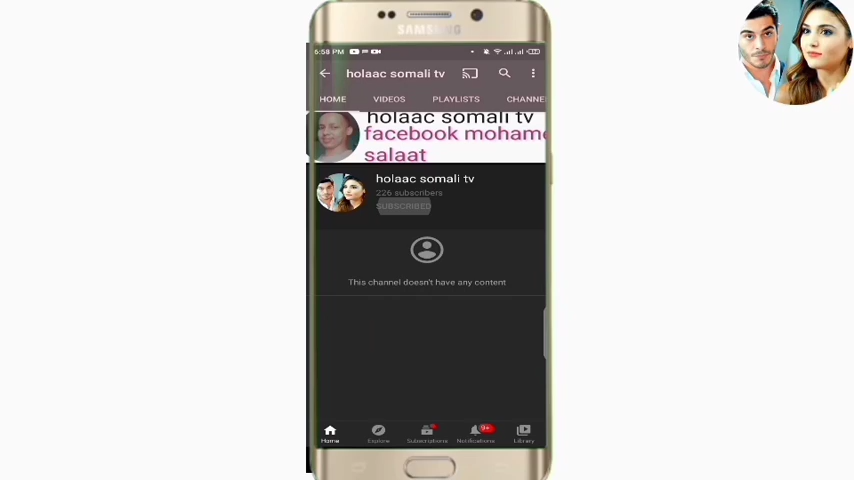 SAMSUNG
6:58 PM
holaac somali tv
HOME VIDEOS PLAYLISTS CHANNE
holaac somali tv
facebook mohame
salaat
holaac somali tv
226 subscribers
SUBSCRIBED
This channel doesn't have any content
9+
Home Explore Subscriptions Notifications Library